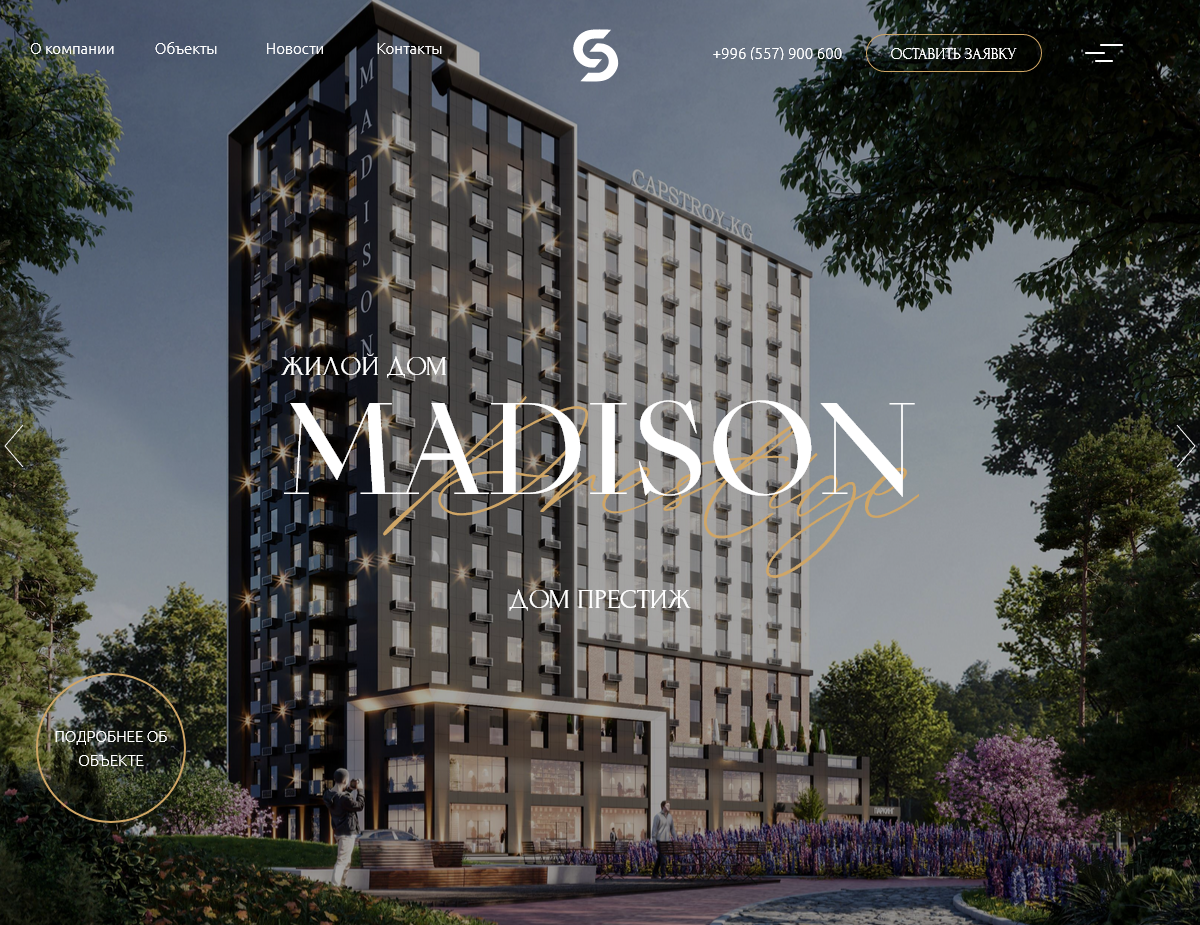 О компании
Объекты
Новости
Контакты
+996 (557) 900 600
ОСТАВИТЬ ЗАЯВКУ
MADISON
CAPSTROY.KG
ЖИЛОЙ ДОМ
MADISON
Prestige
ДОМ ПРЕСТИЖ
ПОДРОБНЕЕ ОБ
ОБЪЕКТЕ